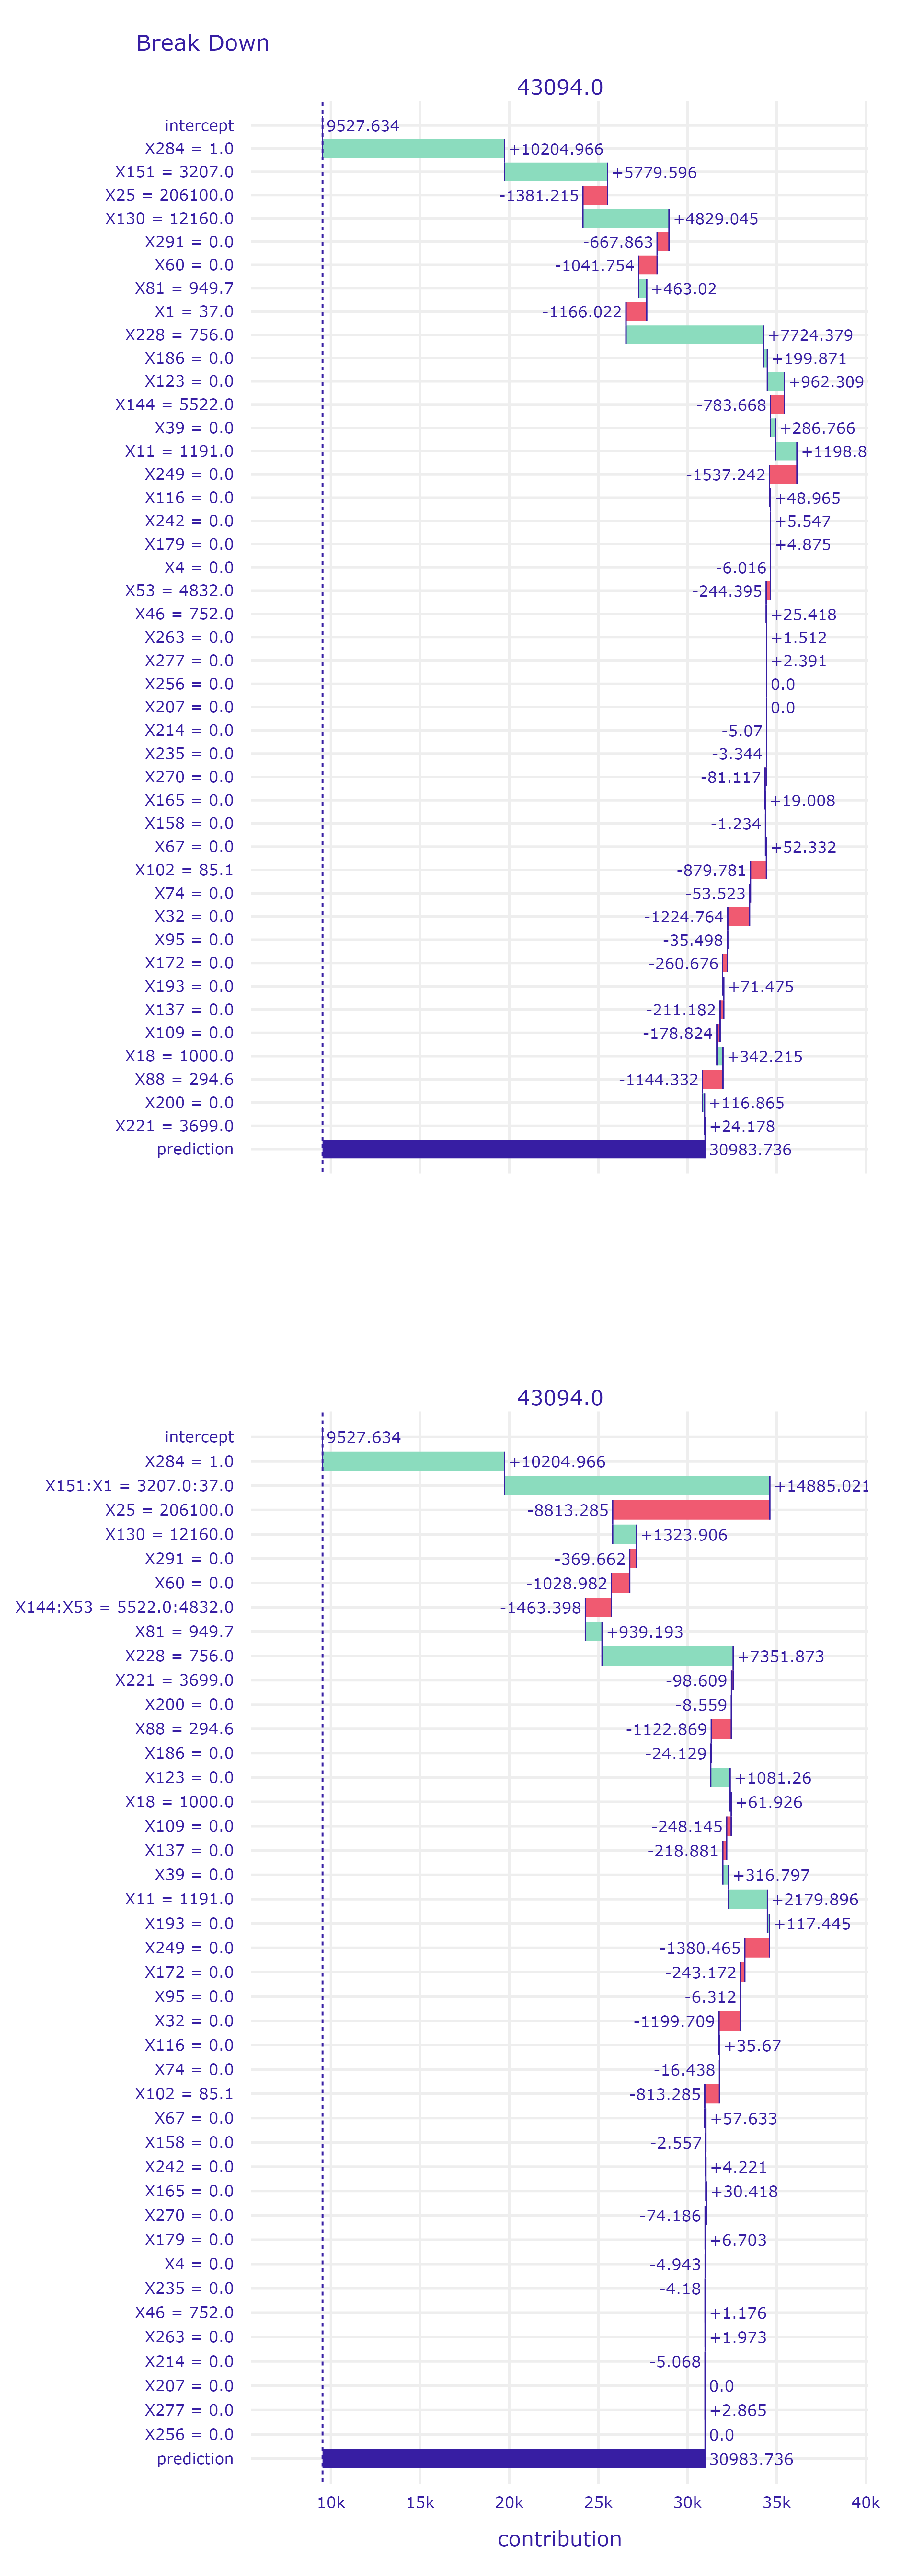 Break Down
43094.0
intercept 9527.634
X284 = 1.0 +10204.966
X151 = 3207.0 +5779.596
X25 = 206100.0 -1381.215
X130 = 12160.0 +4829.045
X291 = 0.0 -667.863
X60 = 0.0 -1041.754
X81 = 949.7 +463.02
X1 = 37.0 -1166.022
X228 = 756.0 +7724.379
X186 = 0.0 +199.871
X123 = 0.0 +962.309
X144 = 5522.0 -783.668
X39 = 0.0 +286.766
X11 = 1191.0 +1198.8
X249 = 0.0 -1537.242
X116 = 0.0 +48.965
X242 = 0.0 +5.547
X179 = 0.0 +4.875
X4 = 0.0 -6.016
X53 = 4832.0 -244.395
X46 = 752.0 +25.418
X263 = 0.0 +1.512
X277 = 0.0 +2.391
X256 = 0.0 0.0
X207 = 0.0 0.0
X214 = 0.0 -5.07
X235 = 0.0 -3.344
X270 = 0.0 -81.117
X165 = 0.0 +19.008
X158 = 0.0 -1.234
X67 = 0.0 +52.332
X102 = 85.1 -879.781
X74 = 0.0 -53.523
X32 = 0.0 -1224.764
X95 = 0.0 -35.498
X172 = 0.0 -260.676
X193 = 0.0 +71.475
X137 = 0.0 -211.182
X109 = 0.0 -178.824
X18 = 1000.0 +342.215
X88 = 294.6 -1144.332
X200 = 0.0 +116.865
X221 = 3699.0 +24.178
prediction 30983.736
43094.0
intercept 9527.634
X284 = 1.0 +10204.966
X151:X1 = 3207.0:37.0 +14885.021
X25 = 206100.0 -8813.285
X130 = 12160.0 +1323.906
X291 = 0.0 -369.662
X60 = 0.0 -1028.982
X144:X53 = 5522.0:4832.0 -1463.398
X81 = 949.7 +939.193
X228 = 756.0 +7351.873
X221 = 3699.0 -98.609
X200 = 0.0 -8.559
X88 = 294.6 -1122.869
X186 = 0.0 -24.129
X123 = 0.0 +1081.26
X18 = 1000.0 +61.926
X109 = 0.0 -248.145
X137 = 0.0 -218.881
X39 = 0.0 +316.797
X11 = 1191.0 +2179.896
X193 = 0.0 +117.445
X249 = 0.0 -1380.465
X172 = 0.0 -243.172
X95 = 0.0 -6.312
X32 = 0.0 -1199.709
X116 = 0.0 +35.67
X74 = 0.0 -16.438
X102 = 85.1 -813.285
X67 = 0.0 +57.633
X158 = 0.0 -2.557
X242 = 0.0 +4.221
X165 = 0.0 +30.418
X270 = 0.0 -74.186
X179 = 0.0 +6.703
X4 = 0.0 -4.943
X235 = 0.0 -4.18
X46 = 752.0 +1.176
X263 = 0.0 +1.973
X214 = 0.0 -5.068
X207 = 0.0 0.0
X277 = 0.0 +2.865
X256 = 0.0 0.0
prediction 30983.736
10k 15k 20k 25k 30k 35k 40k
contribution